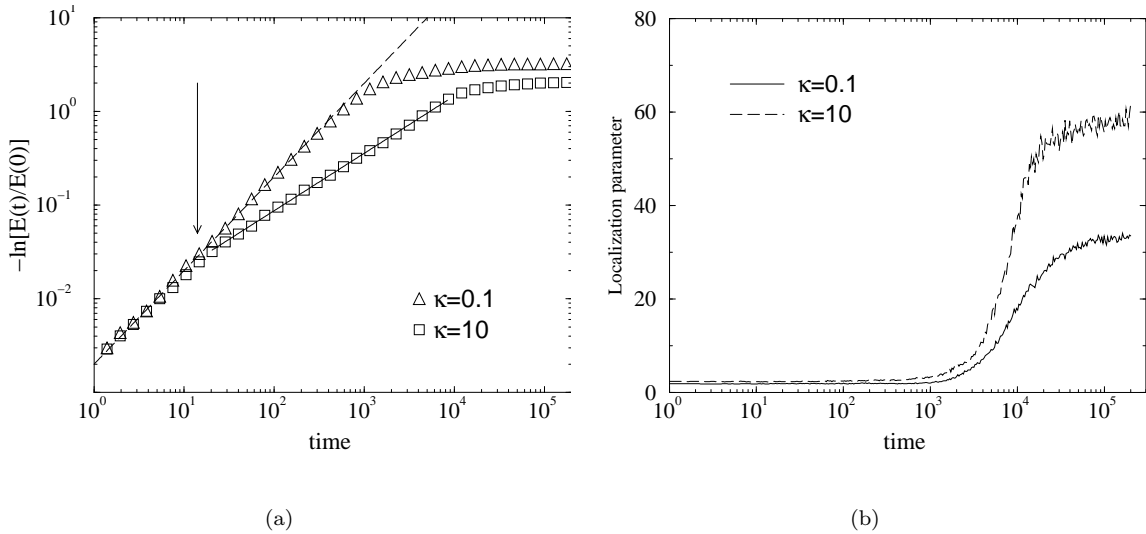 10^1
10^0
10^-1
10^-2
−ln[E(t)/E(0)]
κ=0.1
κ=10
10^0 10^1 10^2 10^3 10^4 10^5
time
(a)
80
60
40
20
0
Localization parameter
κ=0.1
κ=10
10^0 10^1 10^2 10^3 10^4 10^5
time
(b)